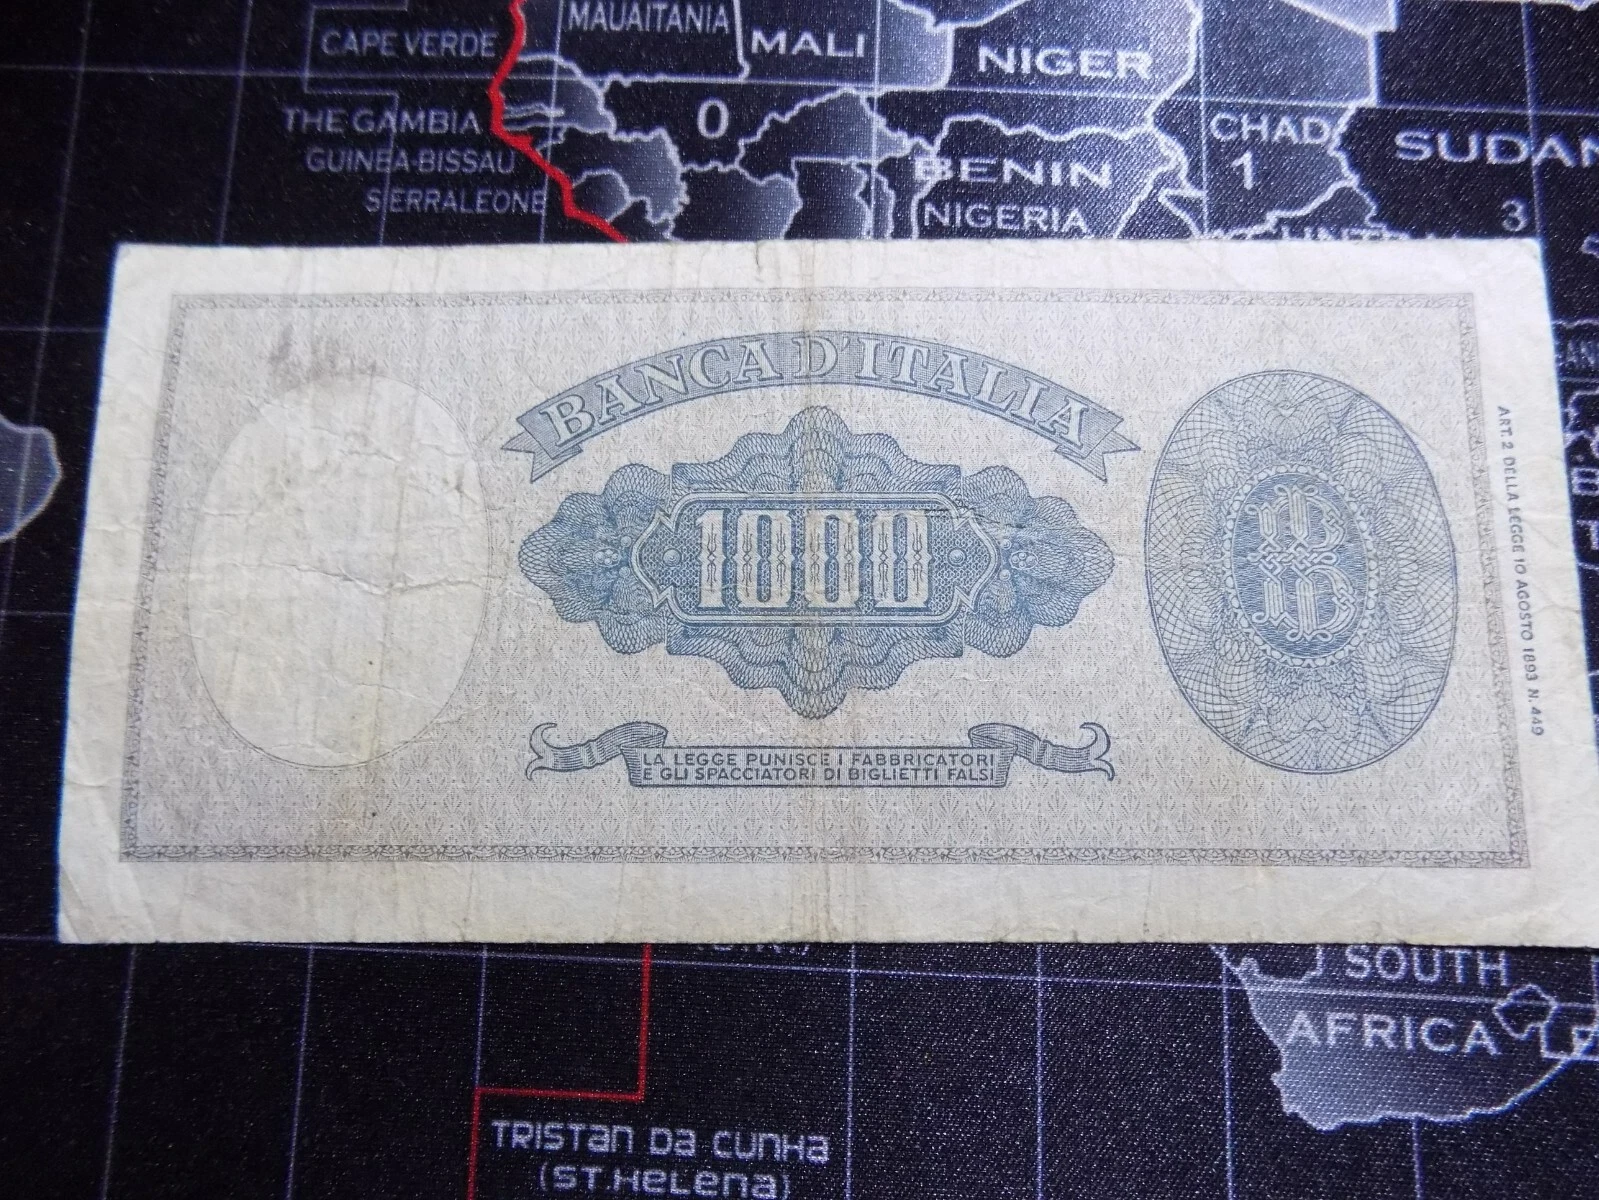 CAPE VERDE
MAUAITANIA
MALI
NIGER
THE GAMBIA
0
CHAD
SUDAN
GUINEA-BISSAU
BENIN
1
SIERRALEONE
NIGERIA
3
BANCA D'ITALIA
1000
B
ART. 2 DELLA LEGGE 10 AGOSTO 1893 N. 449
LA LEGGE PUNISCE I FABBRICATORI
E GLI SPACCIATORI DI BIGLIETTI FALSI
SOUTH
AFRICA
TRISTAN DA CUNHA
(ST.HELENA)